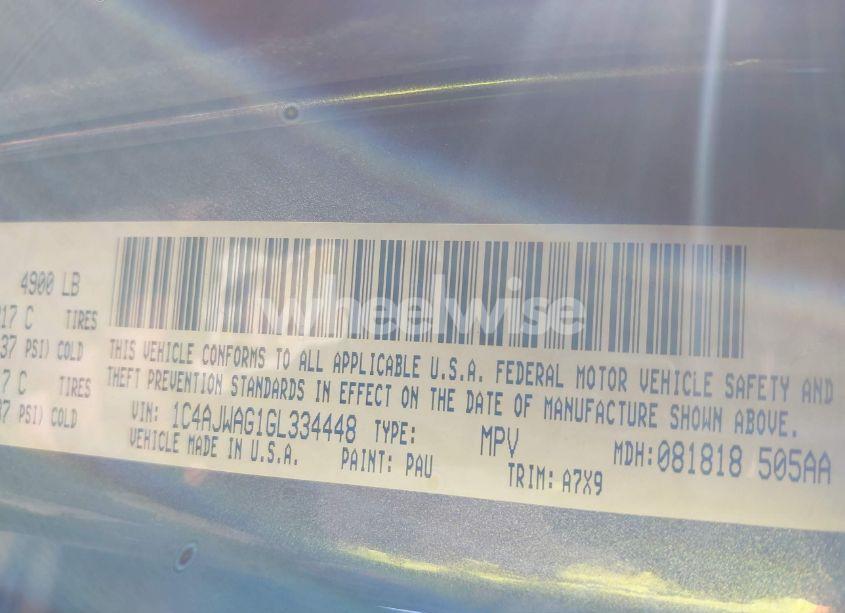 4900 LB
17 C TIRES
37 PSI) COLD
7 C TIRES
37 PSI) COLD
wheelwise
THIS VEHICLE CONFORMS TO ALL APPLICABLE U.S.A. FEDERAL MOTOR VEHICLE SAFETY AND
THEFT PREVENTION STANDARDS IN EFFECT ON THE DATE OF MANUFACTURE SHOWN ABOVE.
VIN: 1C4AJWAG1GL334448 TYPE: MPV MDH:081818 505AA
VEHICLE MADE IN U.S.A. PAINT: PAU TRIM: A7X9